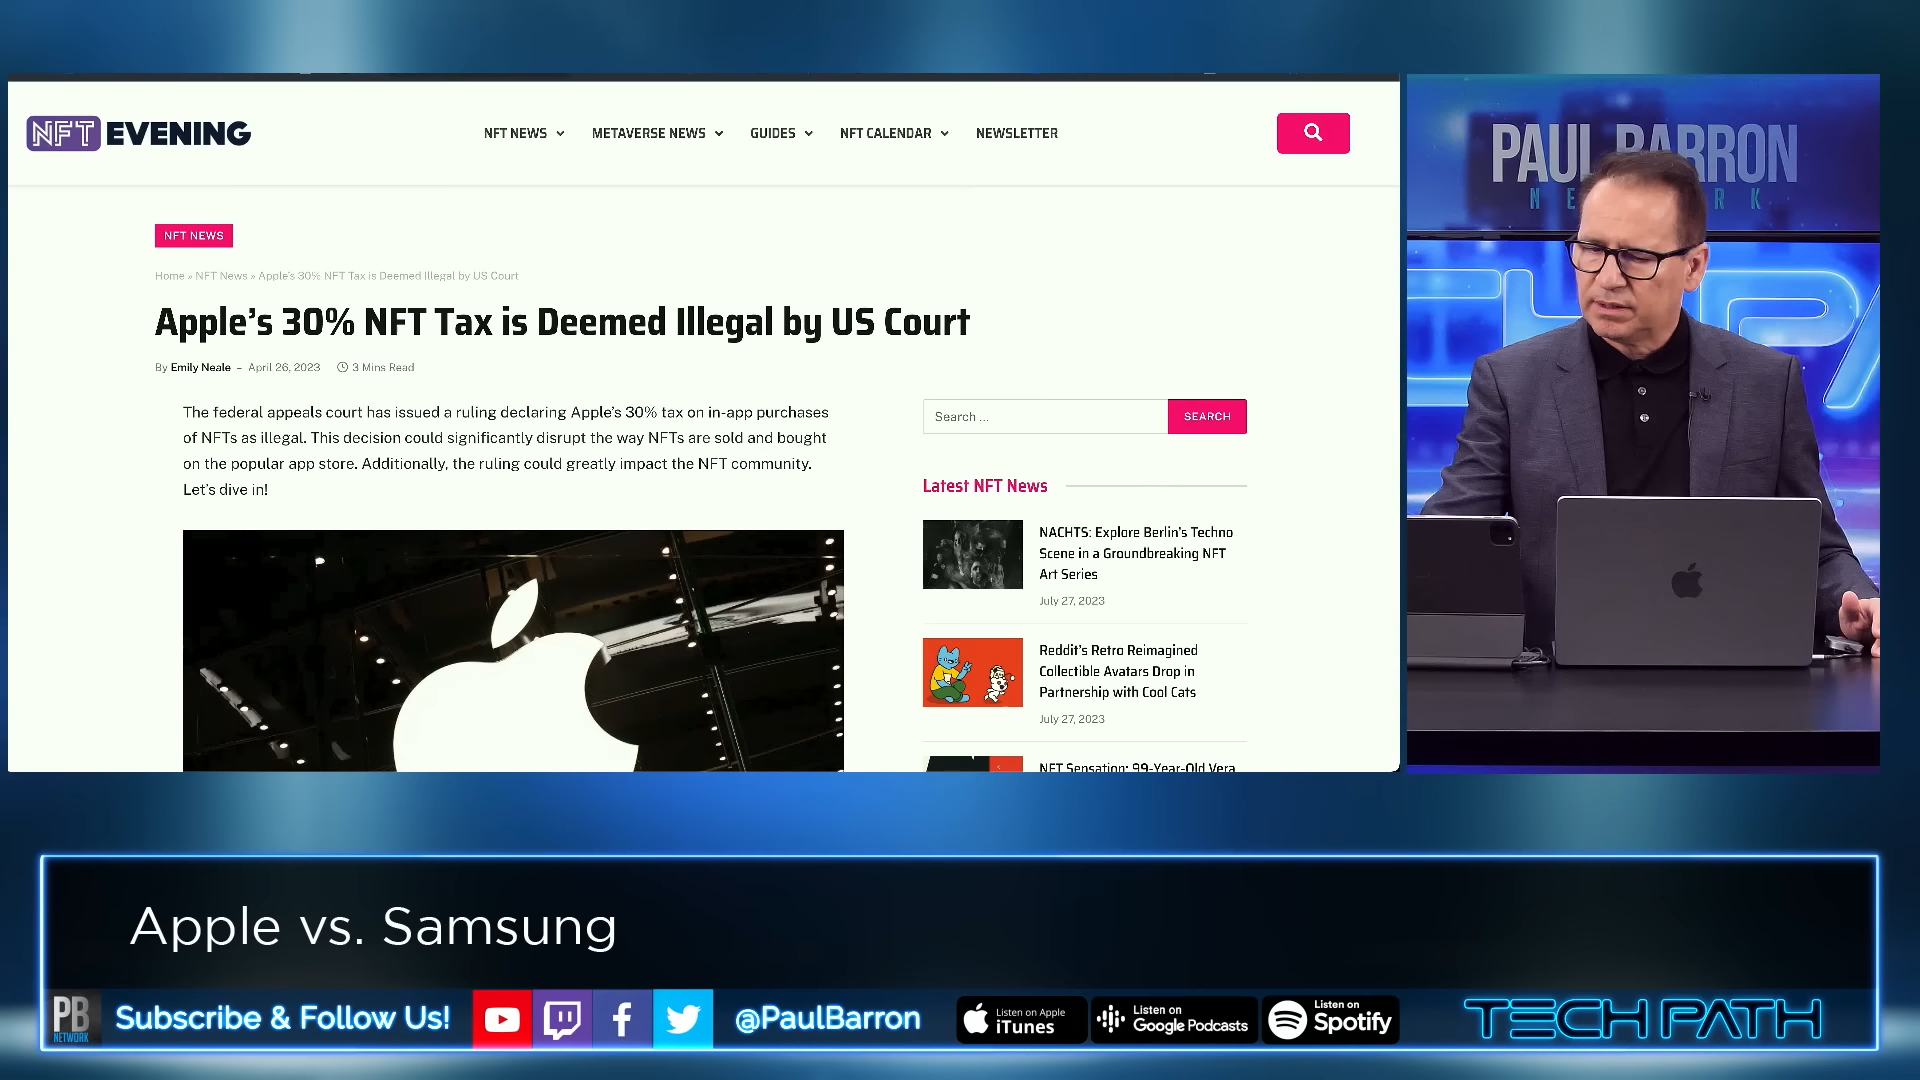 NFT EVENING
NFT NEWS
METAVERSE NEWS
GUIDES
NFT CALENDAR
NEWSLETTER
NFT NEWS
Home » NFT News » Apple's 30% NFT Tax is Deemed Illegal by US Court
Apple's 30% NFT Tax is Deemed Illegal by US Court
By Emily Neale – April 26, 2023 3 Mins Read
The federal appeals court has issued a ruling declaring Apple's 30% tax on in-app purchases
of NFTs as illegal. This decision could significantly disrupt the way NFTs are sold and bought
on the popular app store. Additionally, the ruling could greatly impact the NFT community.
Let's dive in!
Search ...
SEARCH
Latest NFT News
NACHTS: Explore Berlin's Techno
Scene in a Groundbreaking NFT
Art Series
July 27, 2023
Reddit's Retro Reimagined
Collectible Avatars Drop in
Partnership with Cool Cats
July 27, 2023
NFT Sensation: 99-Year-Old Vera
PAUL BARRON
Apple vs. Samsung
PB
NETWORK
Subscribe & Follow Us!
@PaulBarron
Listen on Apple
iTunes
Listen on
Google Podcasts
Listen on
Spotify
TECH PATH